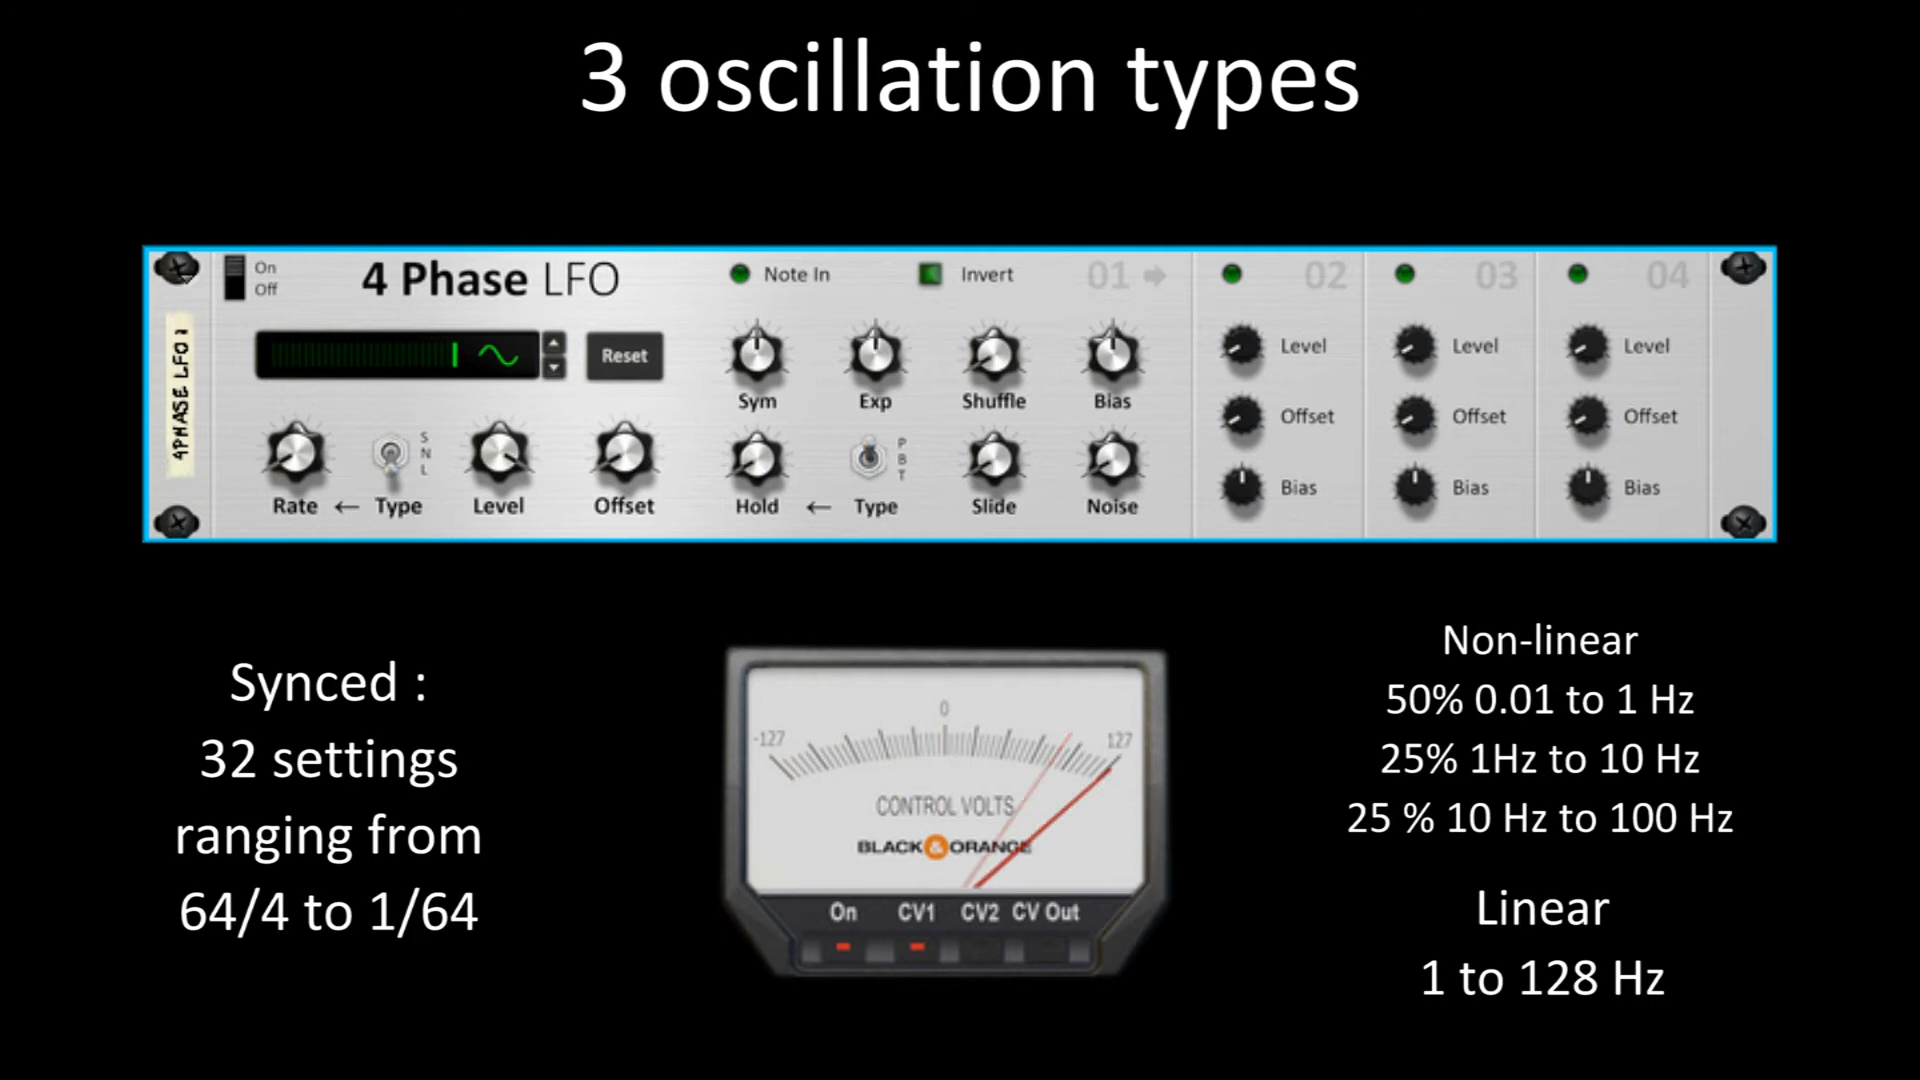 3 oscillation types
On
Off
4 Phase LFO
Note In
Invert
01
02
03
04
4PHASE LFO 1
Reset
Sym
Exp
Shuffle
Bias
Level
Level
Level
Offset
Offset
Offset
S
N
L
P
B
T
Rate ← Type
Level
Offset
Hold ← Type
Slide
Noise
Bias
Bias
Bias
Synced :
32 settings
ranging from
64/4 to 1/64
-127
0
127
CONTROL VOLTS
BLACK & ORANGE
On CV1 CV2 CV Out
Non-linear
50% 0.01 to 1 Hz
25% 1Hz to 10 Hz
25 % 10 Hz to 100 Hz
Linear
1 to 128 Hz